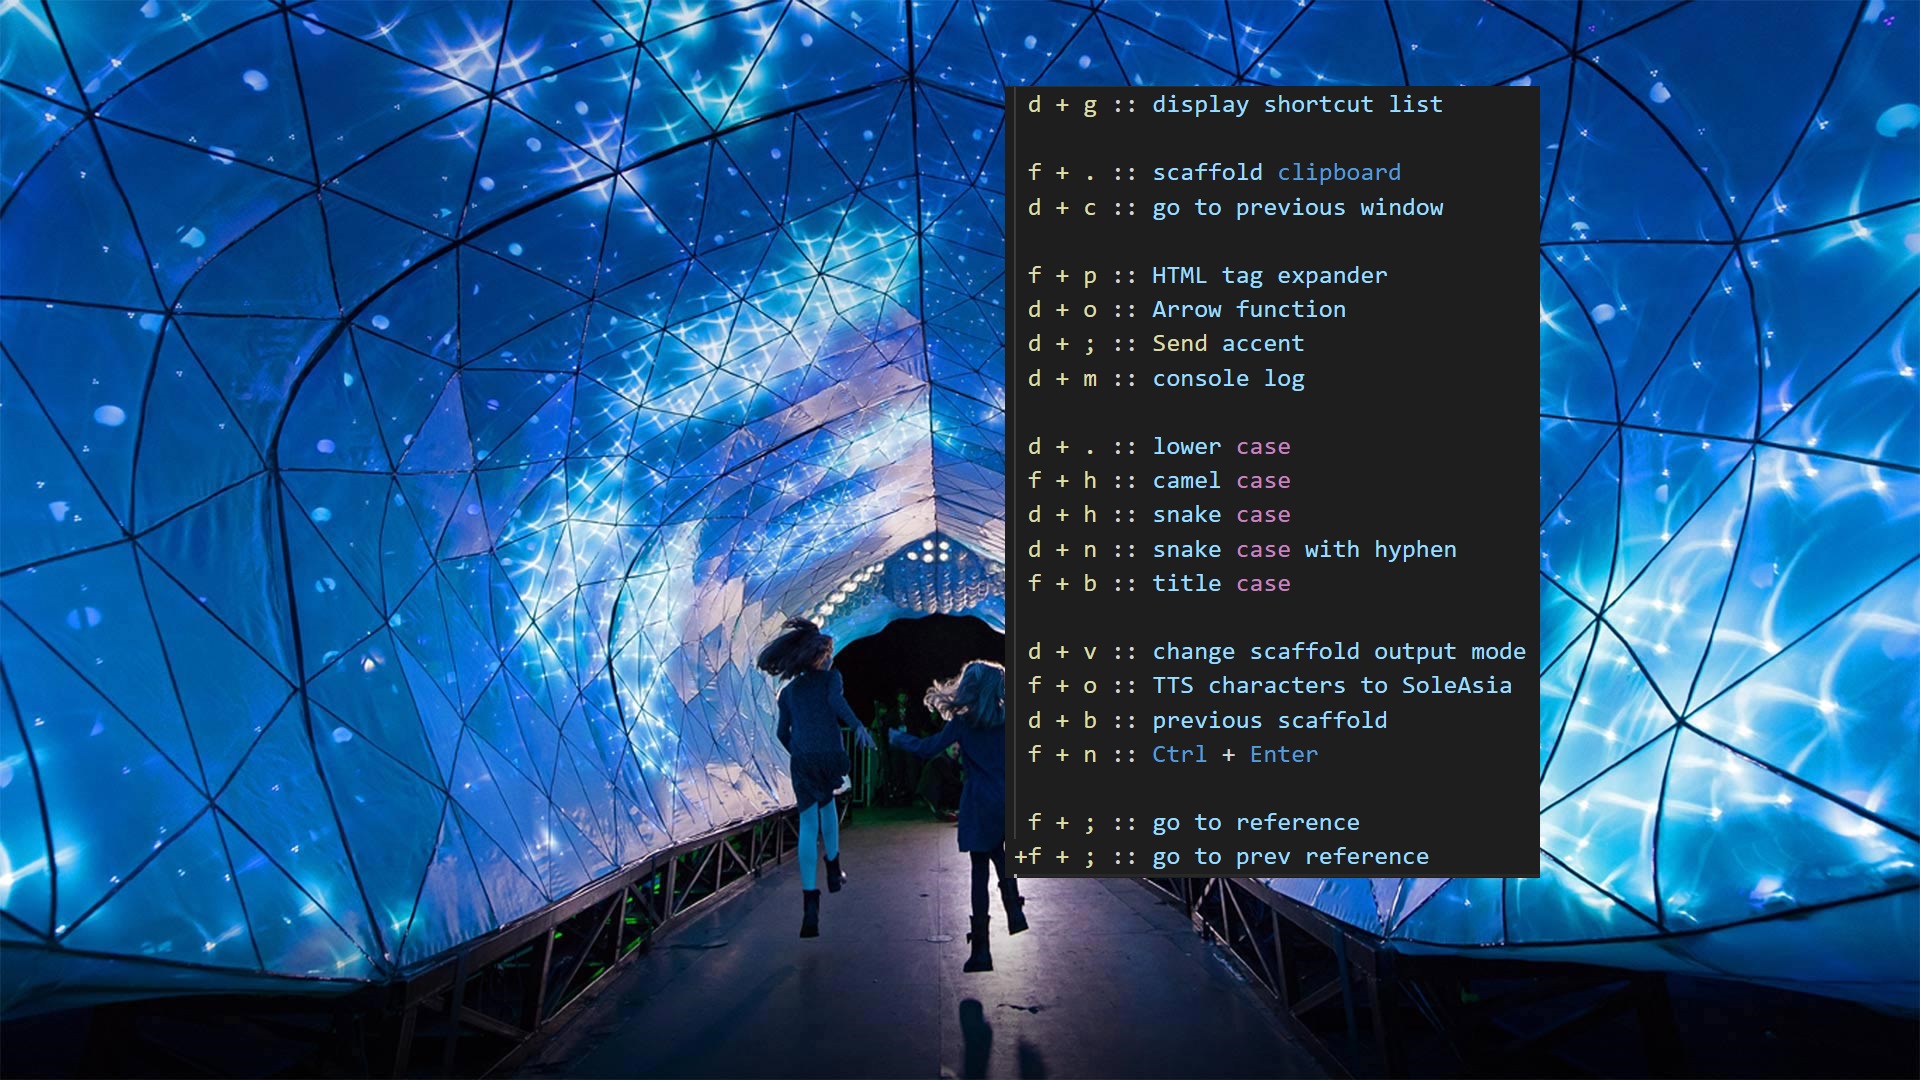 d + g :: display shortcut list
f + . :: scaffold clipboard
d + c :: go to previous window
f + p :: HTML tag expander
d + o :: Arrow function
d + ; :: Send accent
d + m :: console log
d + . :: lower case
f + h :: camel case
d + h :: snake case
d + n :: snake case with hyphen
f + b :: title case
d + v :: change scaffold output mode
f + o :: TTS characters to SoleAsia
d + b :: previous scaffold
f + n :: Ctrl + Enter
f + ; :: go to reference
+f + ; :: go to prev reference